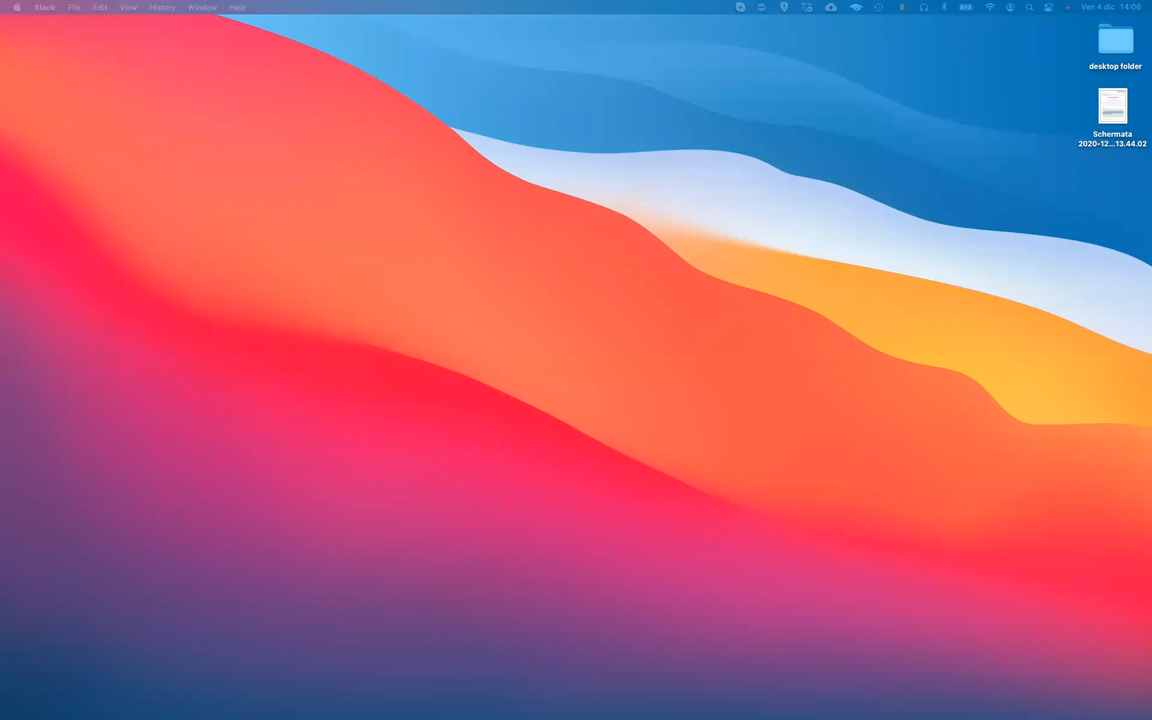 Slack File Edit View History Window Help Ven 4 dic 14:06
desktop folder
Schermata
2020-12...13.44.02